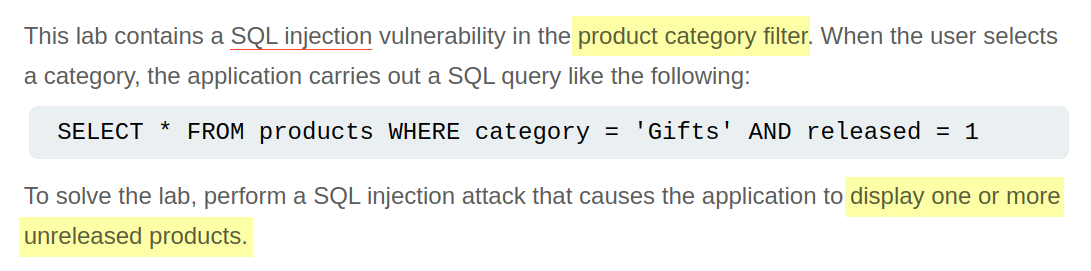 This lab contains a SQL injection vulnerability in the product category filter. When the user selects
a category, the application carries out a SQL query like the following:
SELECT * FROM products WHERE category = 'Gifts' AND released = 1
To solve the lab, perform a SQL injection attack that causes the application to display one or more
unreleased products.